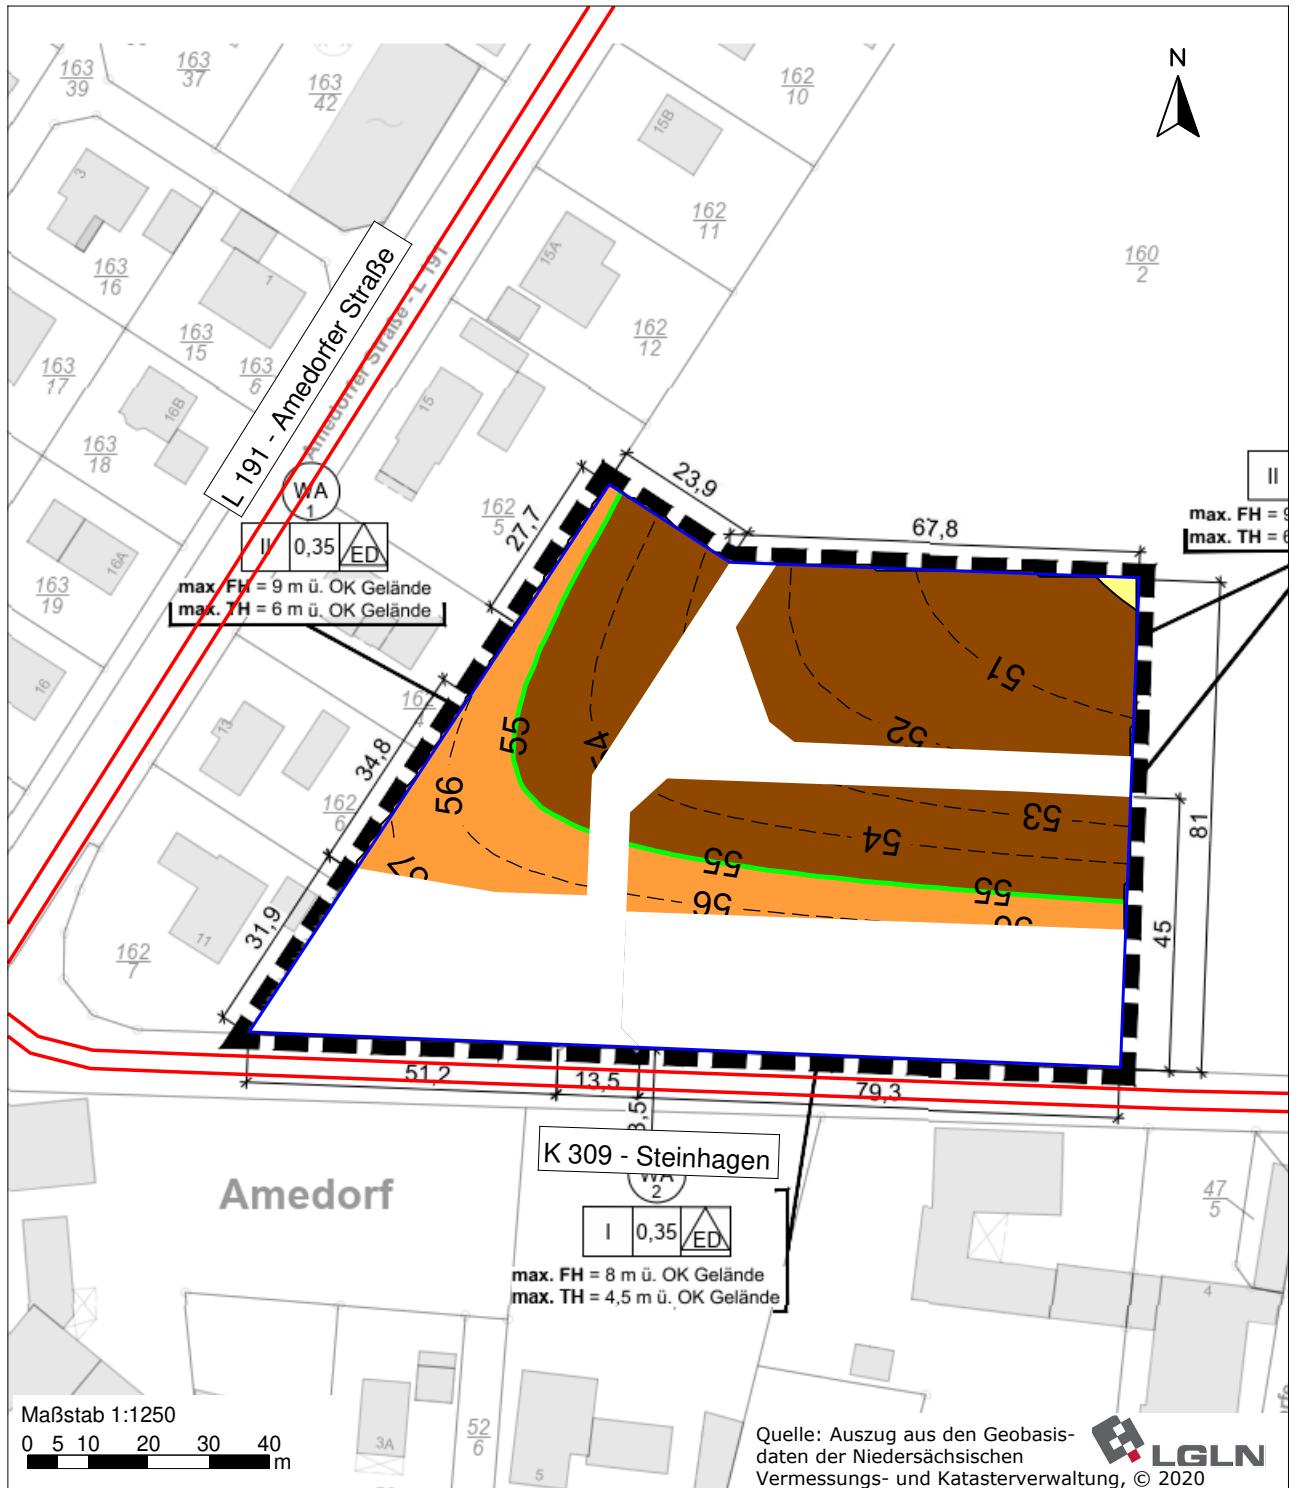 163
39
163
37
163
42
162
10
N
15B
3
162
11
15A
160
2
163
16
1
L 191 - Amedorfer Straße
Amedorfer Straße - L 191
163
15
163
6
162
12
163
17
16B
15
163
18
WA
1
23,9
II
162
5
27,7
67,8
II
0,35
ED
max. FH = 9
max. TH = 6
16A
163
19
max. FH = 9 m ü. OK Gelände
max. TH = 6 m ü. OK Gelände
51
16
162
4
55
52
13
34,8
54
56
162
6
53
81
54
57
55
55
56
56
31,9
45
11
162
7
51,2
13,5
79,3
3,5
K 309 - Steinhagen
WA
2
Amedorf
47
5
I
0,35
ED
max. FH = 8 m ü. OK Gelände
max. TH = 4,5 m ü. OK Gelände
4
Maßstab 1:1250
0 5 10 20 30 40
m
52
6
3A
5
Quelle: Auszug aus den Geobasis-
daten der Niedersächsischen
Vermessungs- und Katasterverwaltung, © 2020
LGLN